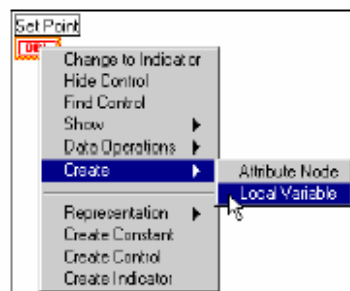 Set Point
DBL
Change to Indicator
Hide Control
Find Control
Show
Data Operations
Create
Attribute Node
Local Variable
Representation
Create Constant
Create Control
Create Indicator